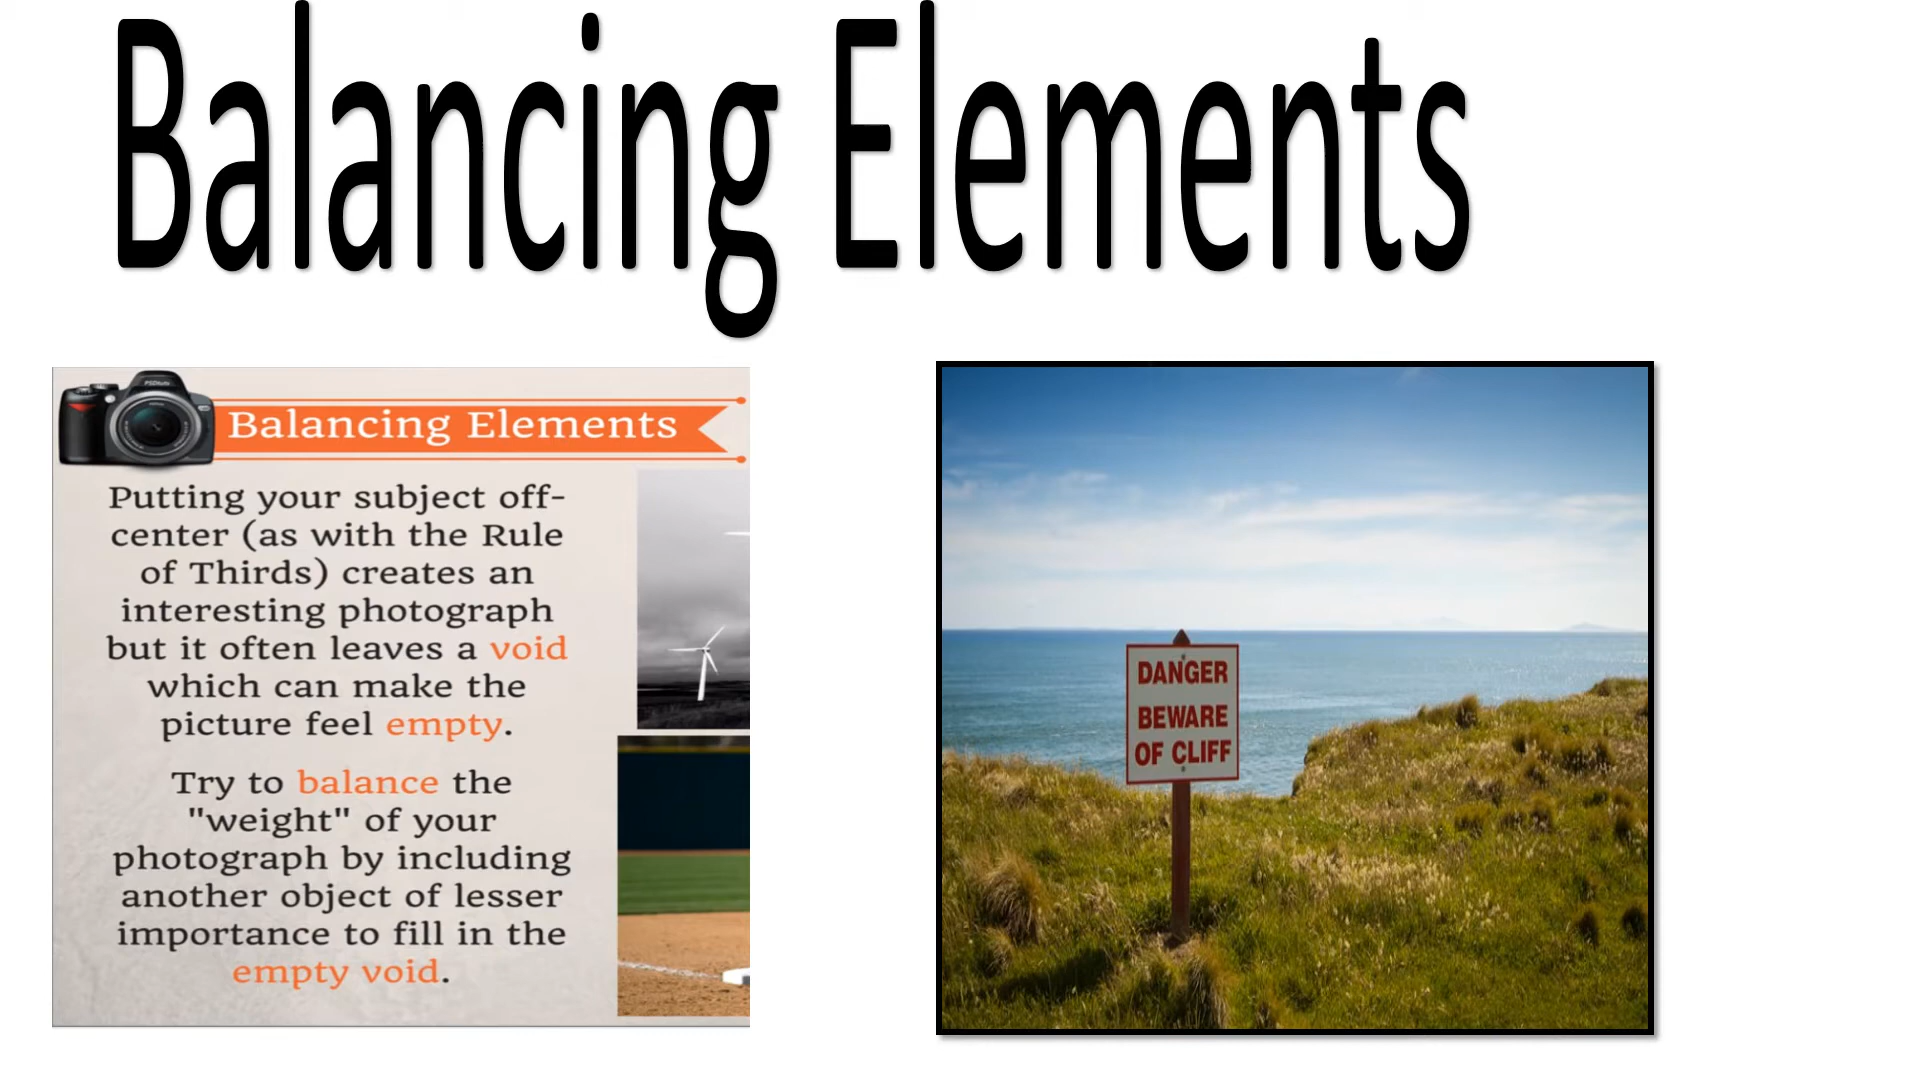 Balancing Elements
Balancing Elements
Putting your subject off-
center (as with the Rule
of Thirds) creates an
interesting photograph
but it often leaves a void
which can make the
picture feel empty.
Try to balance the
"weight" of your
photograph by including
another object of lesser
importance to fill in the
empty void.
DANGER
BEWARE
OF CLIFF